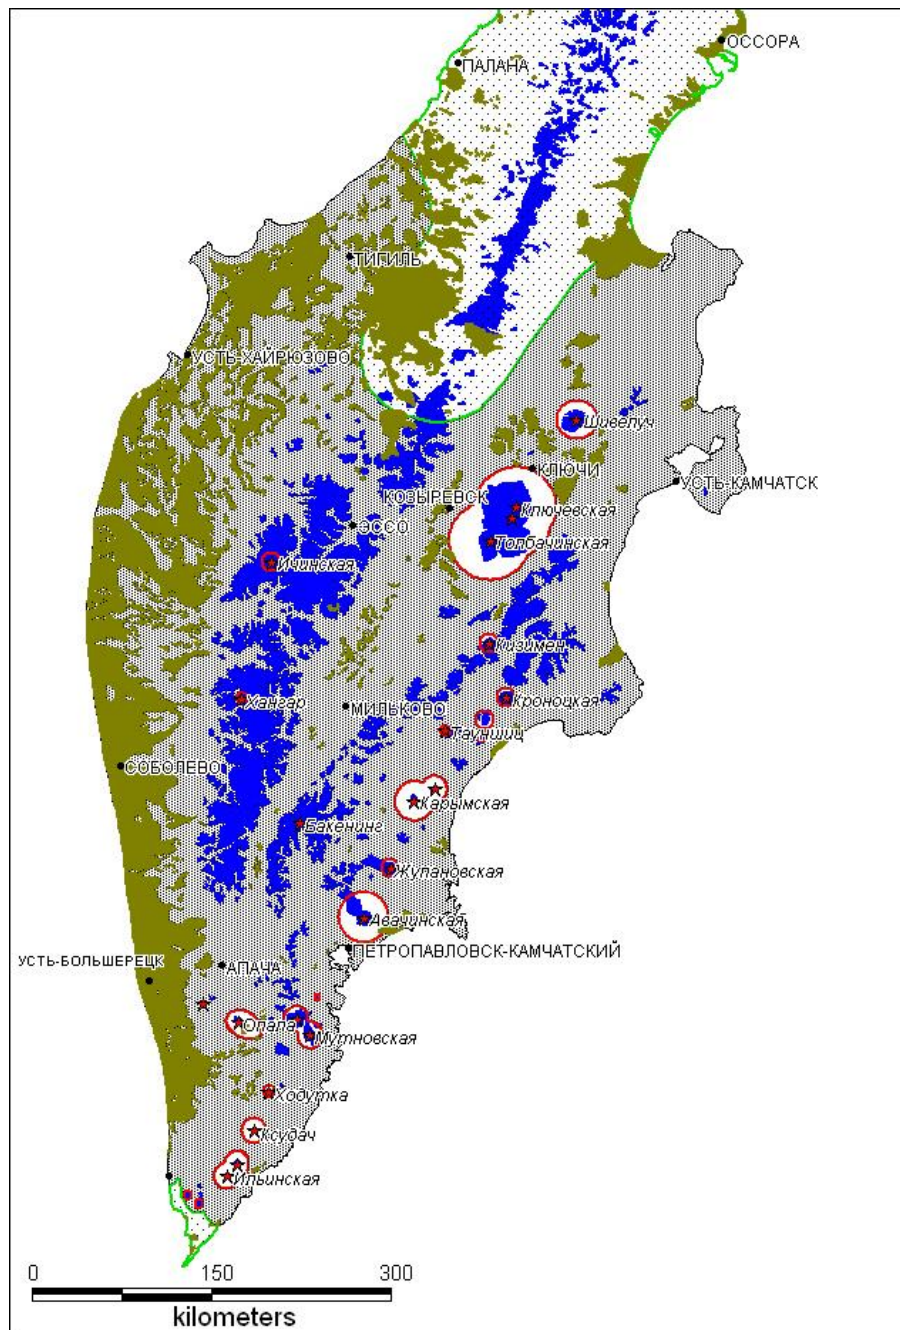 ОССОРА
ПАЛАНА
ТИГИЛЬ
УСТЬ-ХАЙРЮЗОВО
Шивелуч
КЛЮЧИ
УСТЬ-КАМЧАТСК
КОЗЫРЕВСК
Ключевская
ЭССО
Толбачинская
Ичинская
Кизимен
Хангар
Кроноцкая
МИЛЬКОВО
Тауншиц
СОБОЛЕВО
Карымская
Бакенинг
Жупановская
Авачинская
ПЕТРОПАВЛОВСК-КАМЧАТСКИЙ
УСТЬ-БОЛЬШЕРЕЦК
АПАЧА
Опала
Мутновская
Ходутка
Ксудач
Ильинская
0 150 300
kilometers